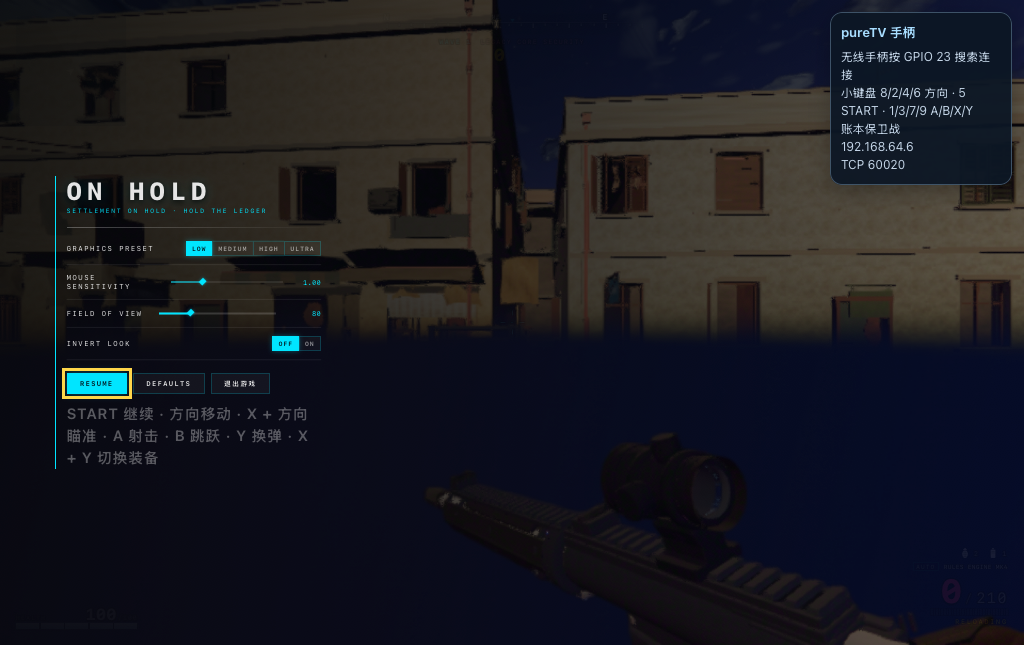 pureTV 手柄
无线手柄按 GPIO 23 搜索连
接
小键盘 8/2/4/6 方向 · 5
START · 1/3/7/9 A/B/X/Y
账本保卫战
192.168.64.6
TCP 60020
ON HOLD
SETTLEMENT ON HOLD · HOLD THE LEDGER
GRAPHICS PRESET LOW MEDIUM HIGH ULTRA
MOUSE
SENSITIVITY 1.00
FIELD OF VIEW 80
INVERT LOOK OFF ON
RESUME DEFAULTS 退出游戏
START 继续 · 方向移动 · X + 方向
瞄准 · A 射击 · B 跳跃 · Y 换弹 · X
+ Y 切换装备
0 210
100